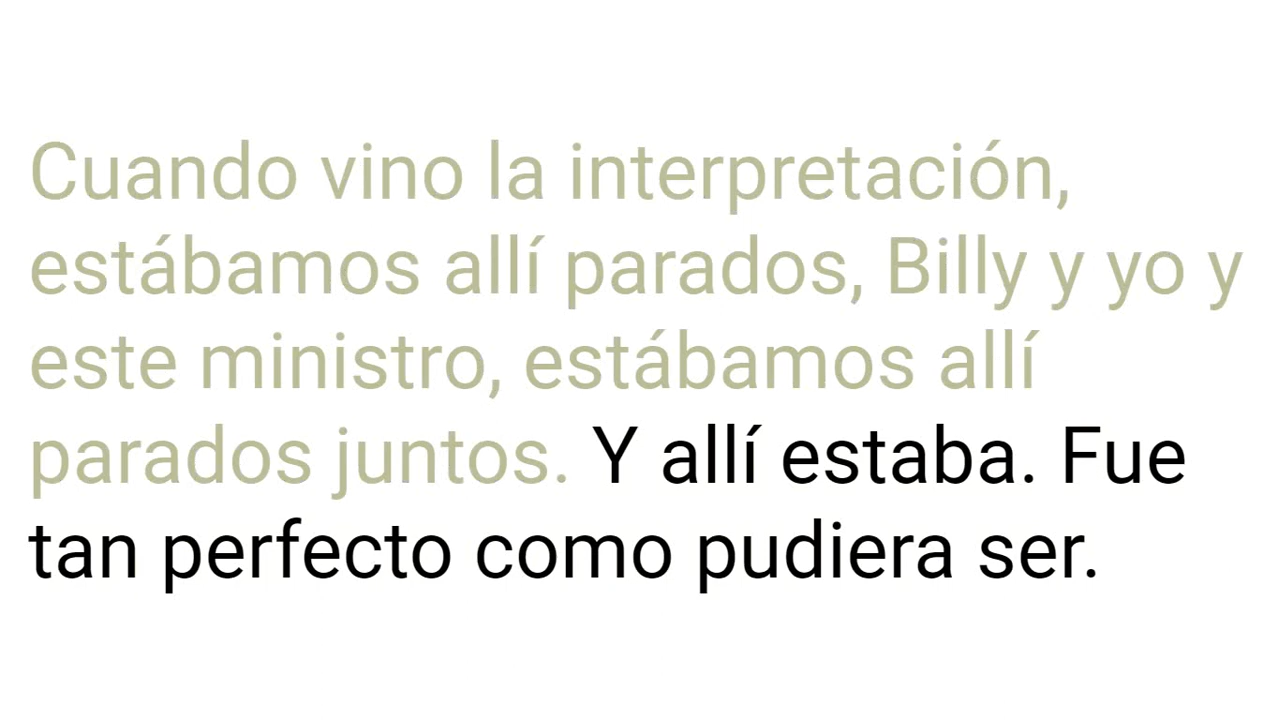 Cuando vino la interpretación,
estábamos allí parados, Billy y yo y
este ministro, estábamos allí
parados juntos. Y allí estaba. Fue
tan perfecto como pudiera ser.